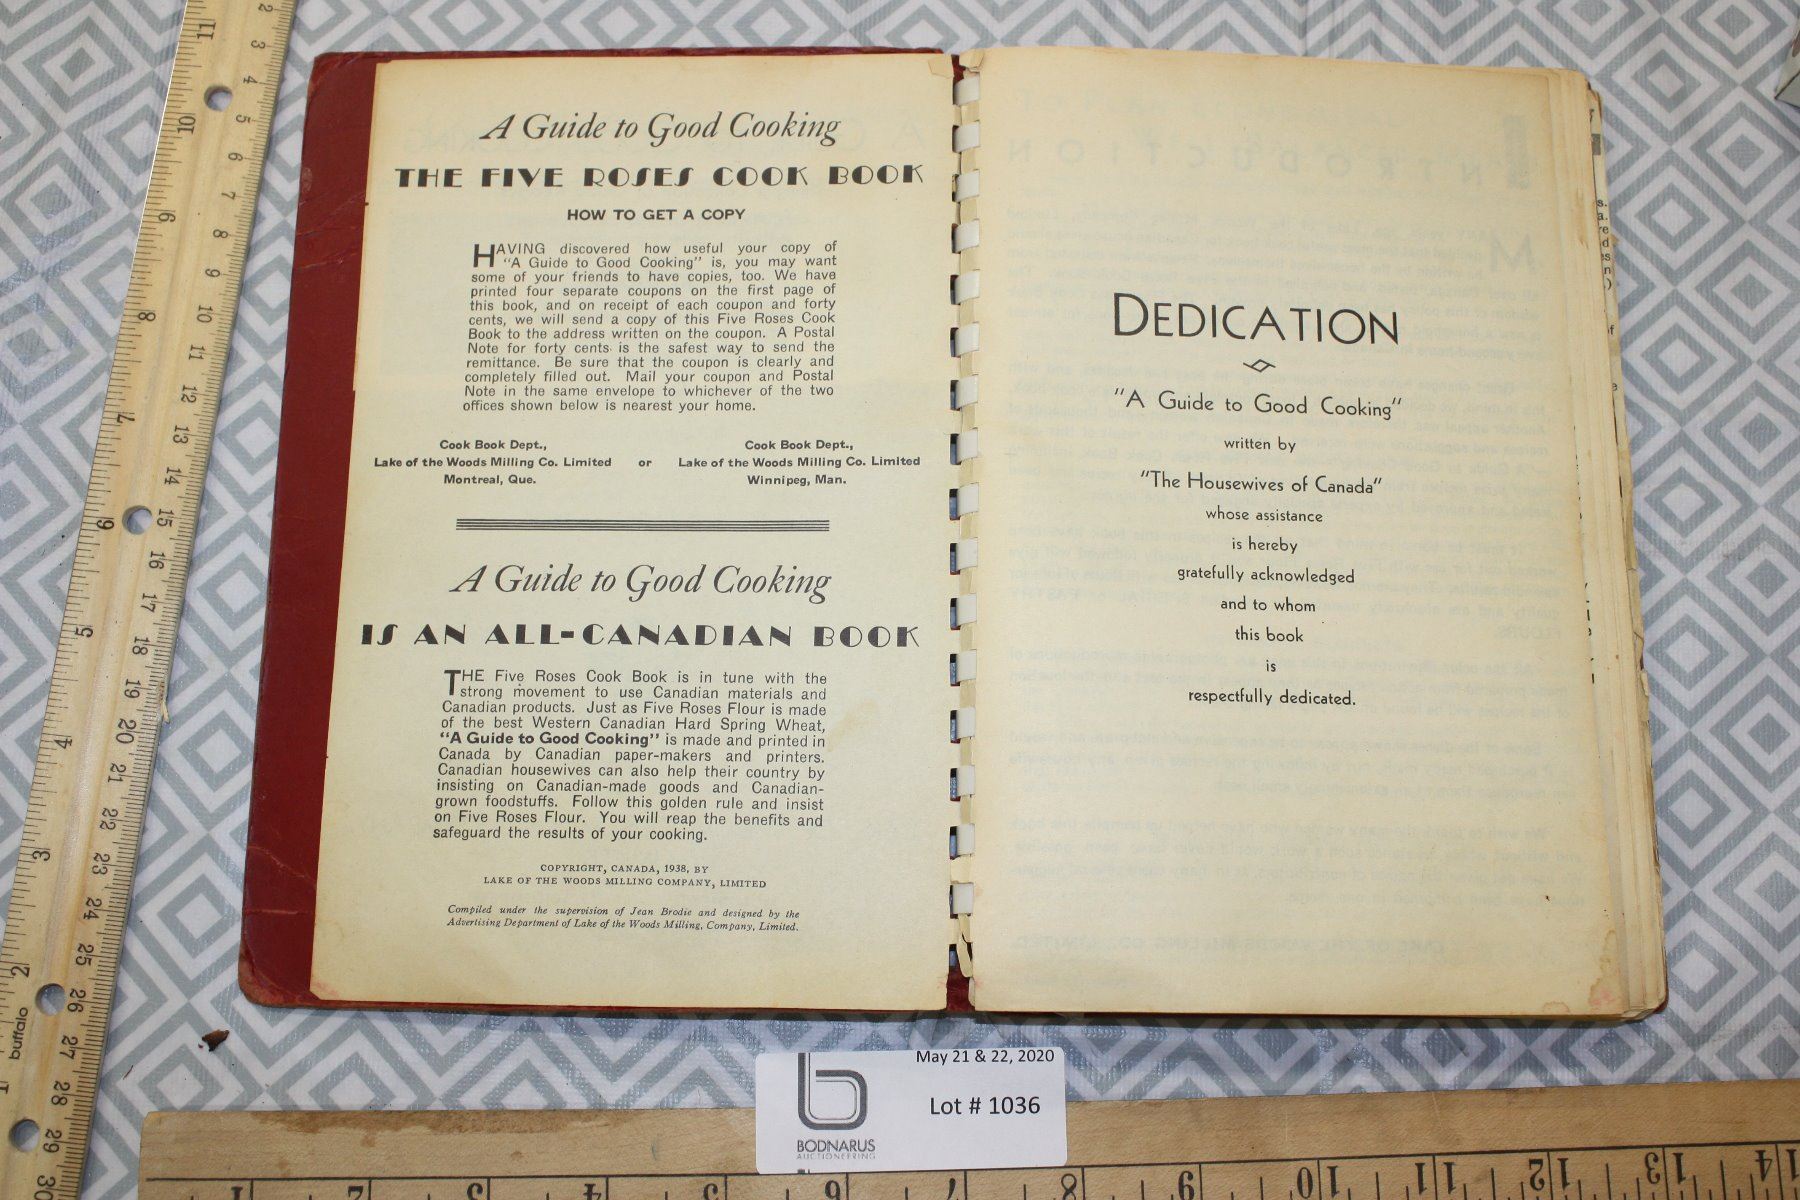 A Guide to Good Cooking
THE FIVE ROSES COOK BOOK
HOW TO GET A COPY
HAVING discovered how useful your copy of
"A Guide to Good Cooking" is, you may want
some of your friends to have copies, too. We have
printed four separate coupons on the first page of
this book, and on receipt of each coupon and forty
cents, we will send a copy of this Five Roses Cook
Book to the address written on the coupon. A Postal
Note for forty cents is the safest way to send the
remittance. Be sure that the coupon is clearly and
completely filled out. Mail your coupon and Postal
Note in the same envelope to whichever of the two
offices shown below is nearest your home.
Cook Book Dept.,
Lake of the Woods Milling Co. Limited
Montreal, Que.
or
Cook Book Dept.,
Lake of the Woods Milling Co. Limited
Winnipeg, Man.
A Guide to Good Cooking
IS AN ALL-CANADIAN BOOK
THE Five Roses Cook Book is in tune with the
strong movement to use Canadian materials and
Canadian products. Just as Five Roses Flour is made
of the best Western Canadian Hard Spring Wheat,
"A Guide to Good Cooking" is made and printed in
Canada by Canadian paper-makers and printers.
Canadian housewives can also help their country by
insisting on Canadian-made goods and Canadian-
grown foodstuffs. Follow this golden rule and insist
on Five Roses Flour. You will reap the benefits and
safeguard the results of your cooking.
COPYRIGHT, CANADA, 1938, BY
LAKE OF THE WOODS MILLING COMPANY, LIMITED
Compiled under the supervision of Jean Brodie and designed by the
Advertising Department of Lake of the Woods Milling, Company, Limited.
DEDICATION
"A Guide to Good Cooking"
written by
"The Housewives of Canada"
whose assistance
is hereby
gratefully acknowledged
and to whom
this book
is
respectfully dedicated.
May 21 & 22, 2020
Lot # 1036
BODNARUS
AUCTIONEERING
buffalo